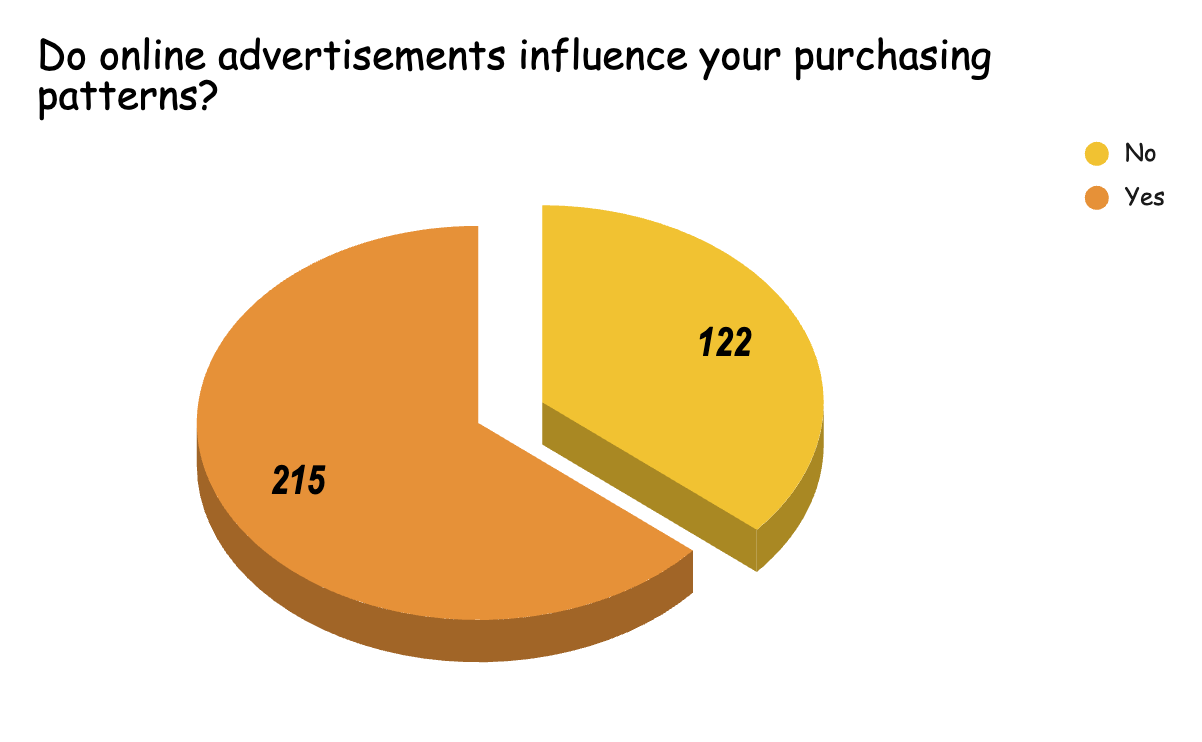 Do online advertisements influence your purchasing
patterns?
No
Yes
122
215